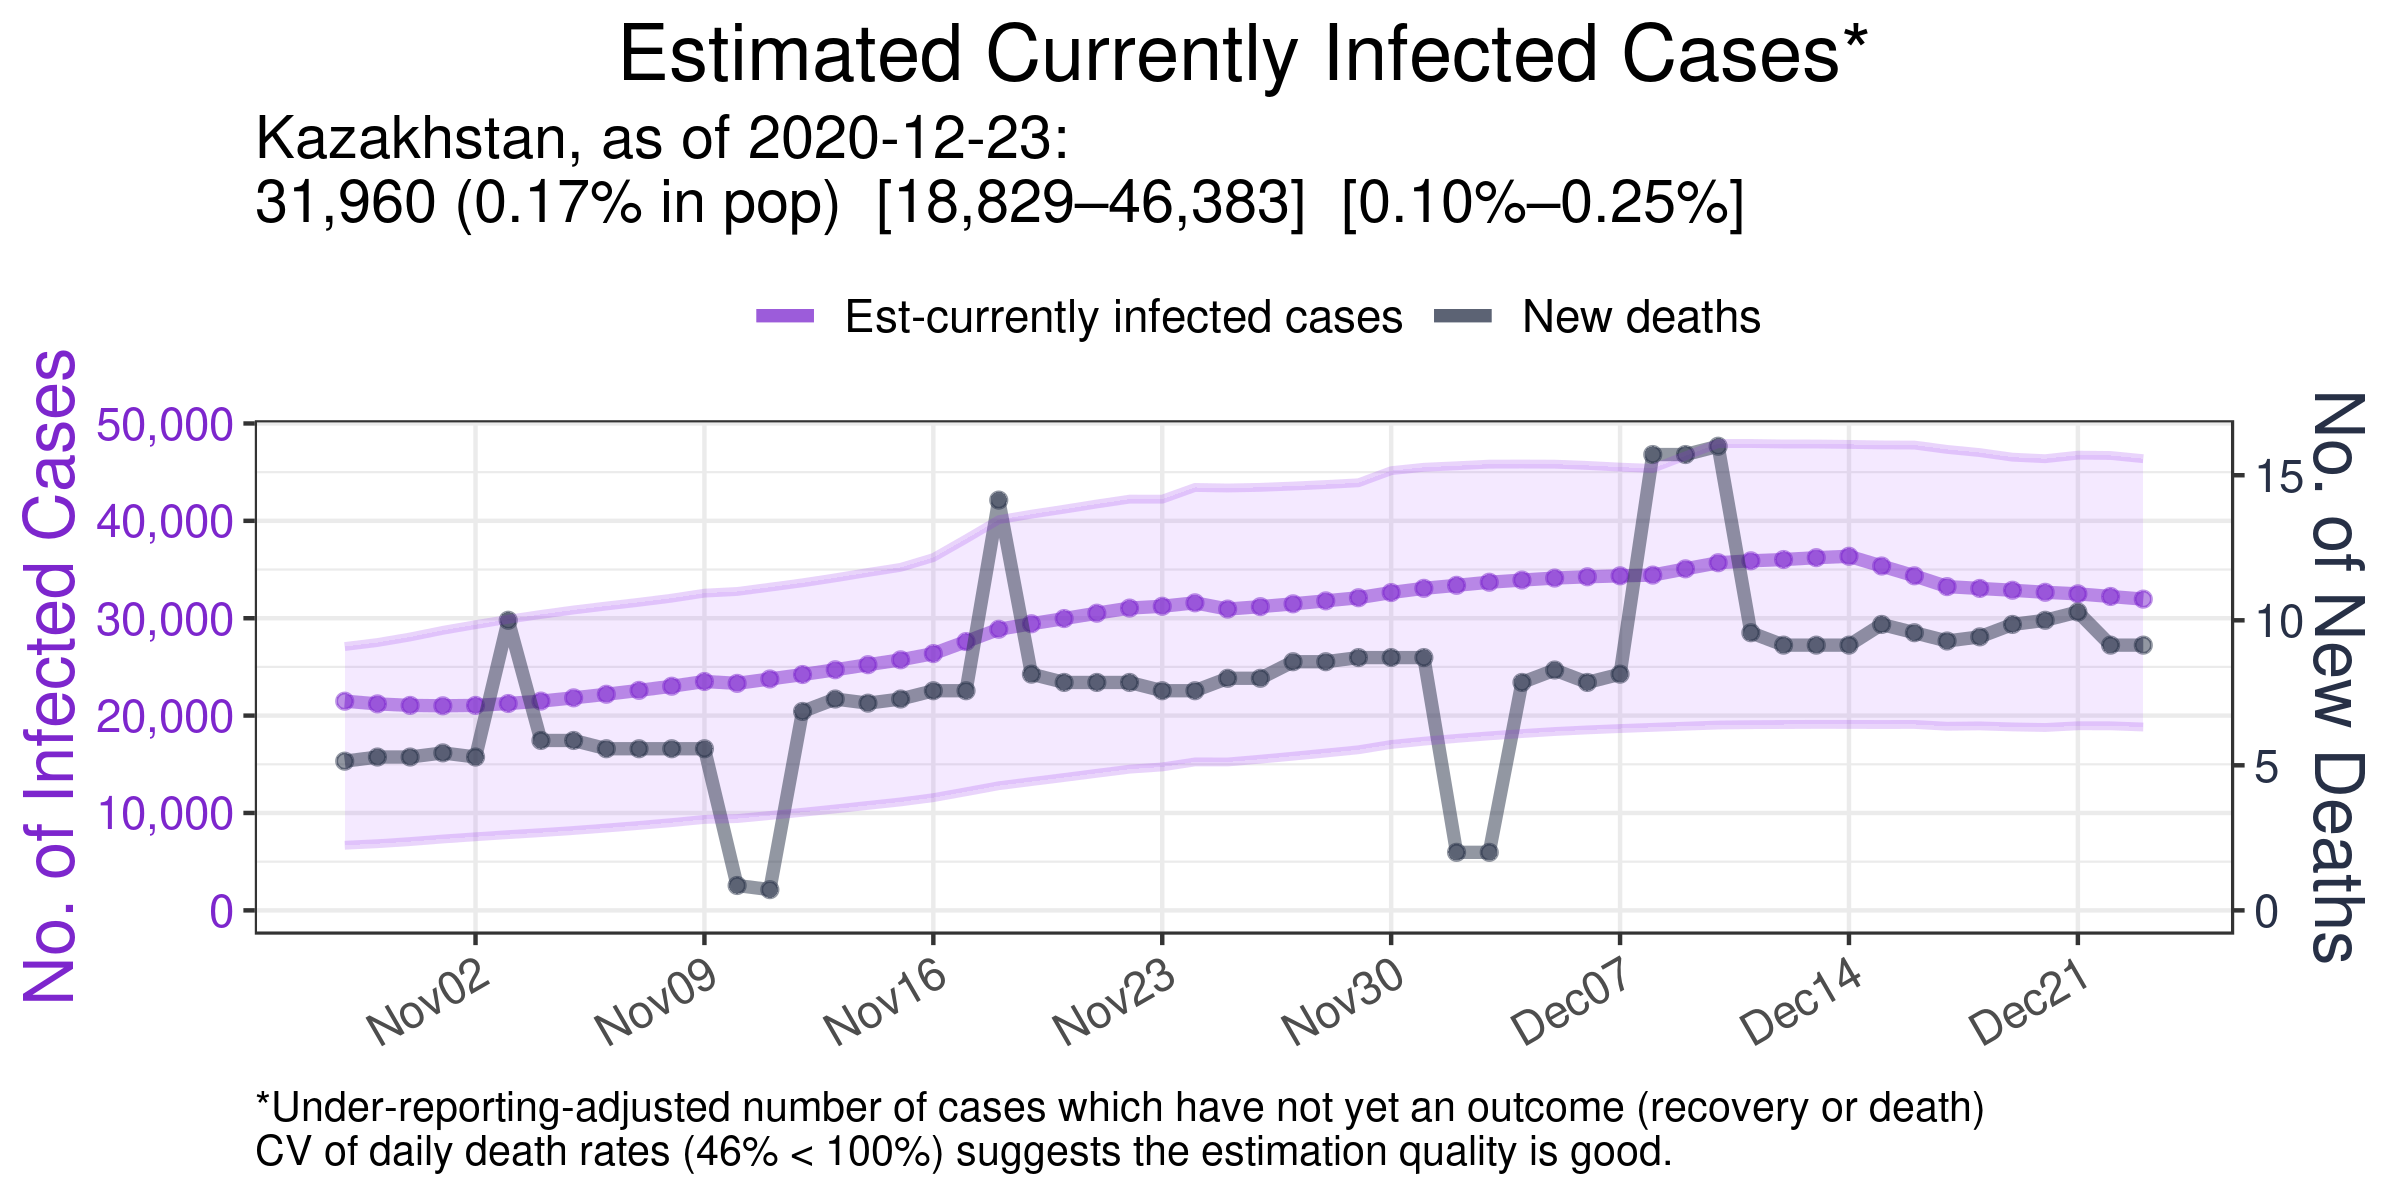 Estimated Currently Infected Cases*
Kazakhstan, as of 2020-12-23:
31,960 (0.17% in pop)  [18,829–46,383]  [0.10%–0.25%]
Est-currently infected cases
New deaths
No. of Infected Cases
50,000
40,000
30,000
20,000
10,000
0
15
10
5
0
No. of New Deaths
Nov02
Nov09
Nov16
Nov23
Nov30
Dec07
Dec14
Dec21
*Under-reporting-adjusted number of cases which have not yet an outcome (recovery or death)
CV of daily death rates (46% < 100%) suggests the estimation quality is good.